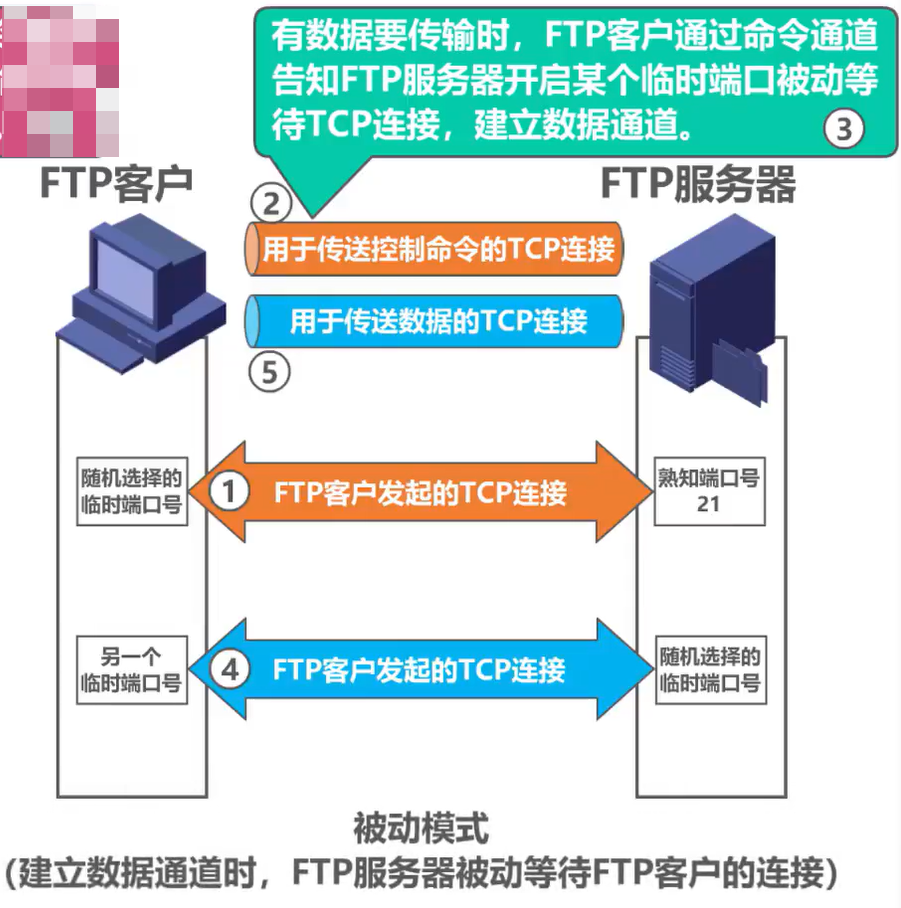 有数据要传输时，FTP客户通过命令通道
告知FTP服务器开启某个临时端口被动等
待TCP连接，建立数据通道。
③
FTP客户
FTP服务器
②
用于传送控制命令的TCP连接
用于传送数据的TCP连接
⑤
随机选择的
临时端口号
①
FTP客户发起的TCP连接
熟知端口号
21
另一个
临时端口号
④
FTP客户发起的TCP连接
随机选择的
临时端口号
被动模式
(建立数据通道时，FTP服务器被动等待FTP客户的连接)